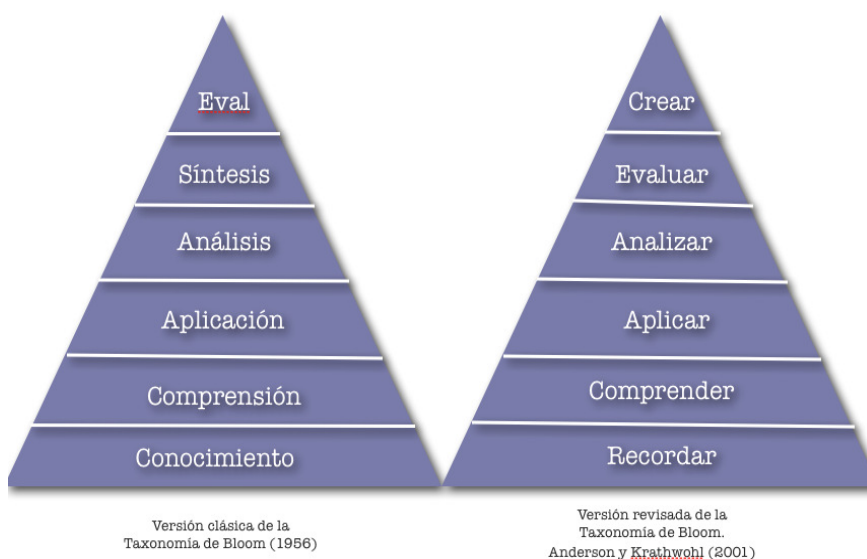 Eval
Síntesis
Análisis
Aplicación
Comprensión
Conocimiento
Versión clásica de la
Taxonomía de Bloom (1956)
Crear
Evaluar
Analizar
Aplicar
Comprender
Recordar
Versión revisada de la
Taxonomía de Bloom.
Anderson y Krathwohl (2001)